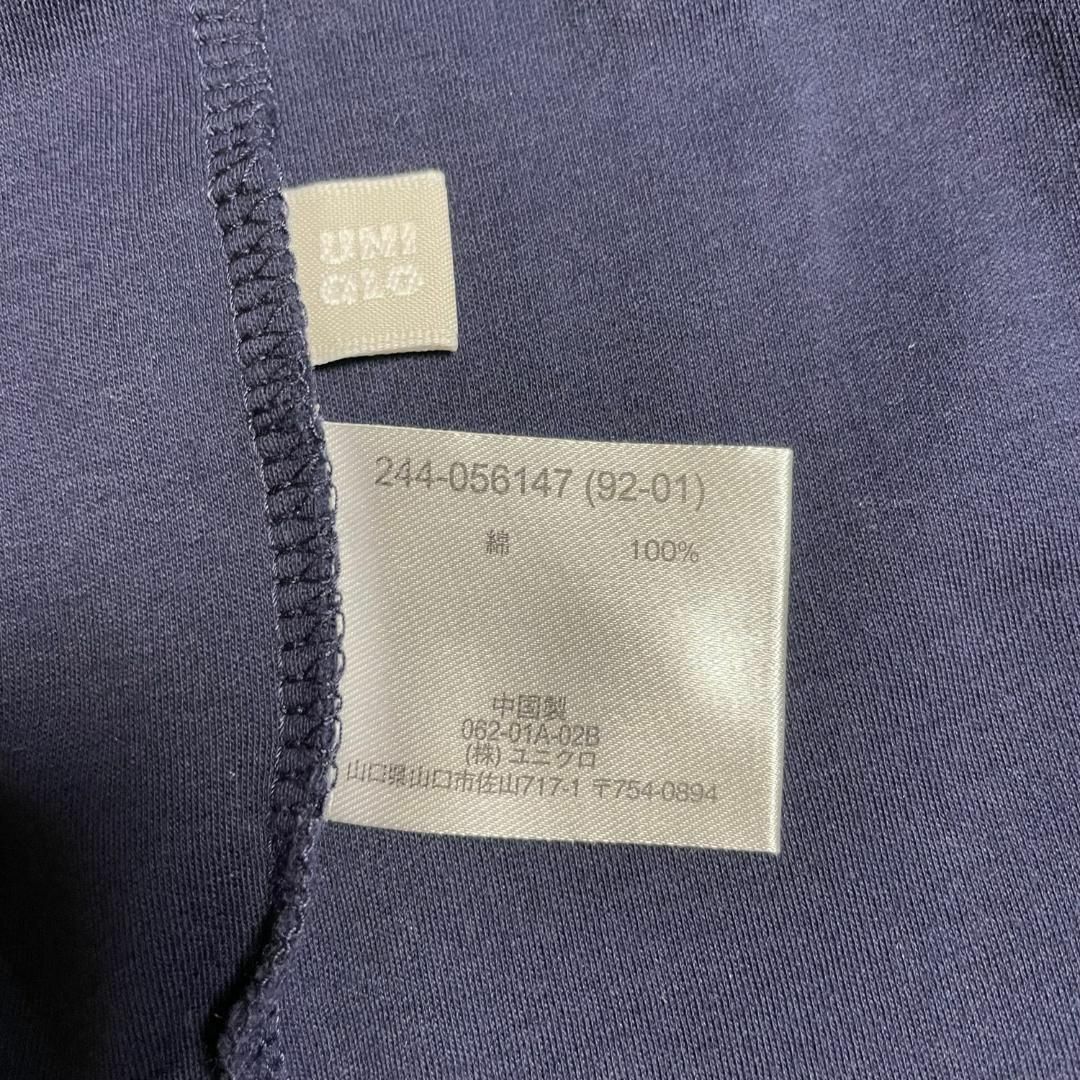 UNI
QLO
244-056147 (92-01)
綿 100%
中国製
062-01A-02B
(株) ユニクロ
山口県山口市佐山717-1 〒754-0894